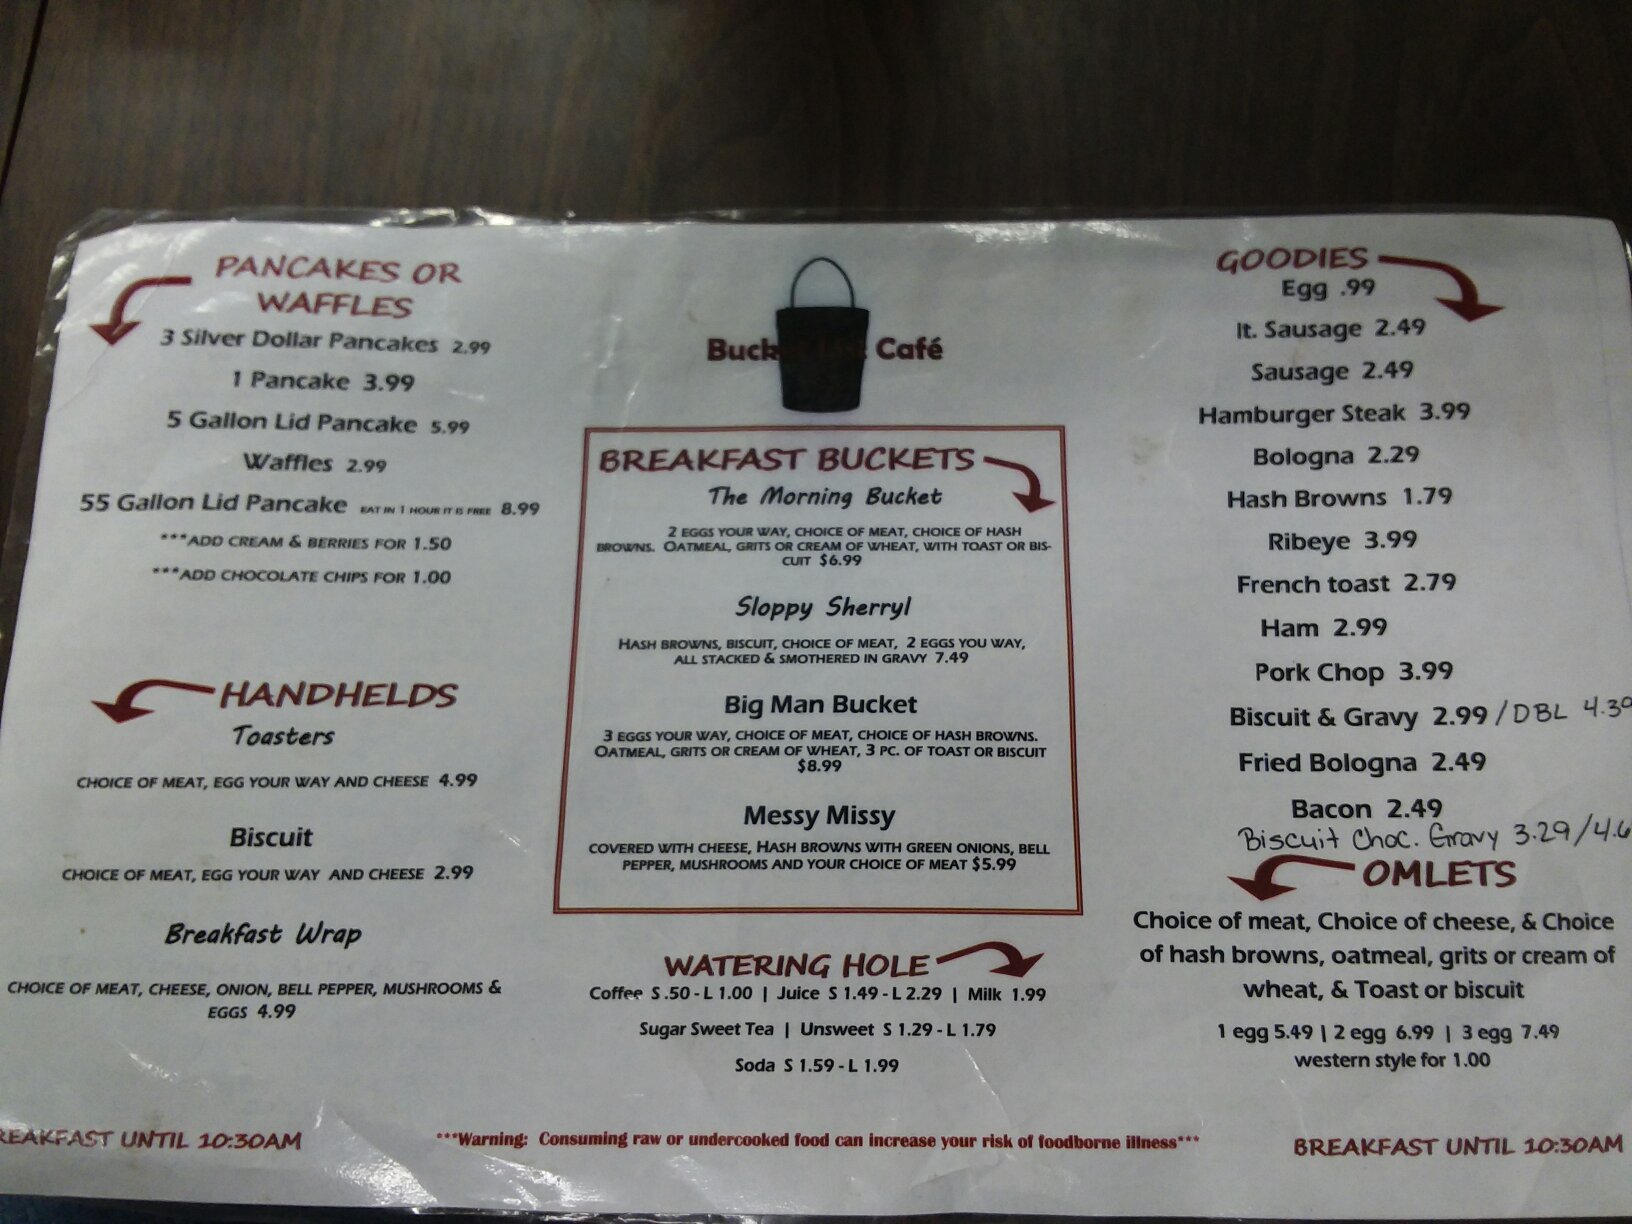 PANCAKES OR
WAFFLES
3 Silver Dollar Pancakes 2.99
1 Pancake 3.99
5 Gallon Lid Pancake 5.99
Waffles 2.99
55 Gallon Lid Pancake EAT IN 1 HOUR IT IS FREE 8.99
***ADD CREAM & BERRIES FOR 1.50
***ADD CHOCOLATE CHIPS FOR 1.00
HANDHELDS
Toasters
CHOICE OF MEAT, EGG YOUR WAY AND CHEESE 4.99
Biscuit
CHOICE OF MEAT, EGG YOUR WAY AND CHEESE 2.99
Breakfast Wrap
CHOICE OF MEAT, CHEESE, ONION, BELL PEPPER, MUSHROOMS &
EGGS 4.99
Café
BREAKFAST BUCKETS
The Morning Bucket
2 EGGS YOUR WAY, CHOICE OF MEAT, CHOICE OF HASH
BROWNS. OATMEAL, GRITS OR CREAM OF WHEAT, WITH TOAST OR BIS-
CUIT $6.99
Sloppy Sherryl
HASH BROWNS, BISCUIT, CHOICE OF MEAT, 2 EGGS YOU WAY,
ALL STACKED & SMOTHERED IN GRAVY 7.49
Big Man Bucket
3 EGGS YOUR WAY, CHOICE OF MEAT, CHOICE OF HASH BROWNS.
OATMEAL, GRITS OR CREAM OF WHEAT, 3 PC. OF TOAST OR BISCUIT
$8.99
Messy Missy
COVERED WITH CHEESE, HASH BROWNS WITH GREEN ONIONS, BELL
PEPPER, MUSHROOMS AND YOUR CHOICE OF MEAT $5.99
WATERING HOLE
Coffee S .50 - L 1.00 | Juice S 1.49 - L 2.29 | Milk 1.99
Sugar Sweet Tea | Unsweet S 1.29 - L 1.79
Soda S 1.59 - L 1.99
GOODIES
Egg .99
It. Sausage 2.49
Sausage 2.49
Hamburger Steak 3.99
Bologna 2.29
Hash Browns 1.79
Ribeye 3.99
French toast 2.79
Ham 2.99
Pork Chop 3.99
Biscuit & Gravy 2.99 / DBL
Fried Bologna 2.49
Bacon 2.49
Biscuit Choc. Gravy 3.29 /
OMLETS
Choice of meat, Choice of cheese, & Choice
of hash browns, oatmeal, grits or cream of
wheat, & Toast or biscuit
1 egg 5.49 | 2 egg 6.99 | 3 egg 7.49
western style for 1.00
UNTIL 10:30AM
***Warning: Consuming raw or undercooked food can increase your risk of foodborne illness***
BREAKFAST UNTIL 10:30AM